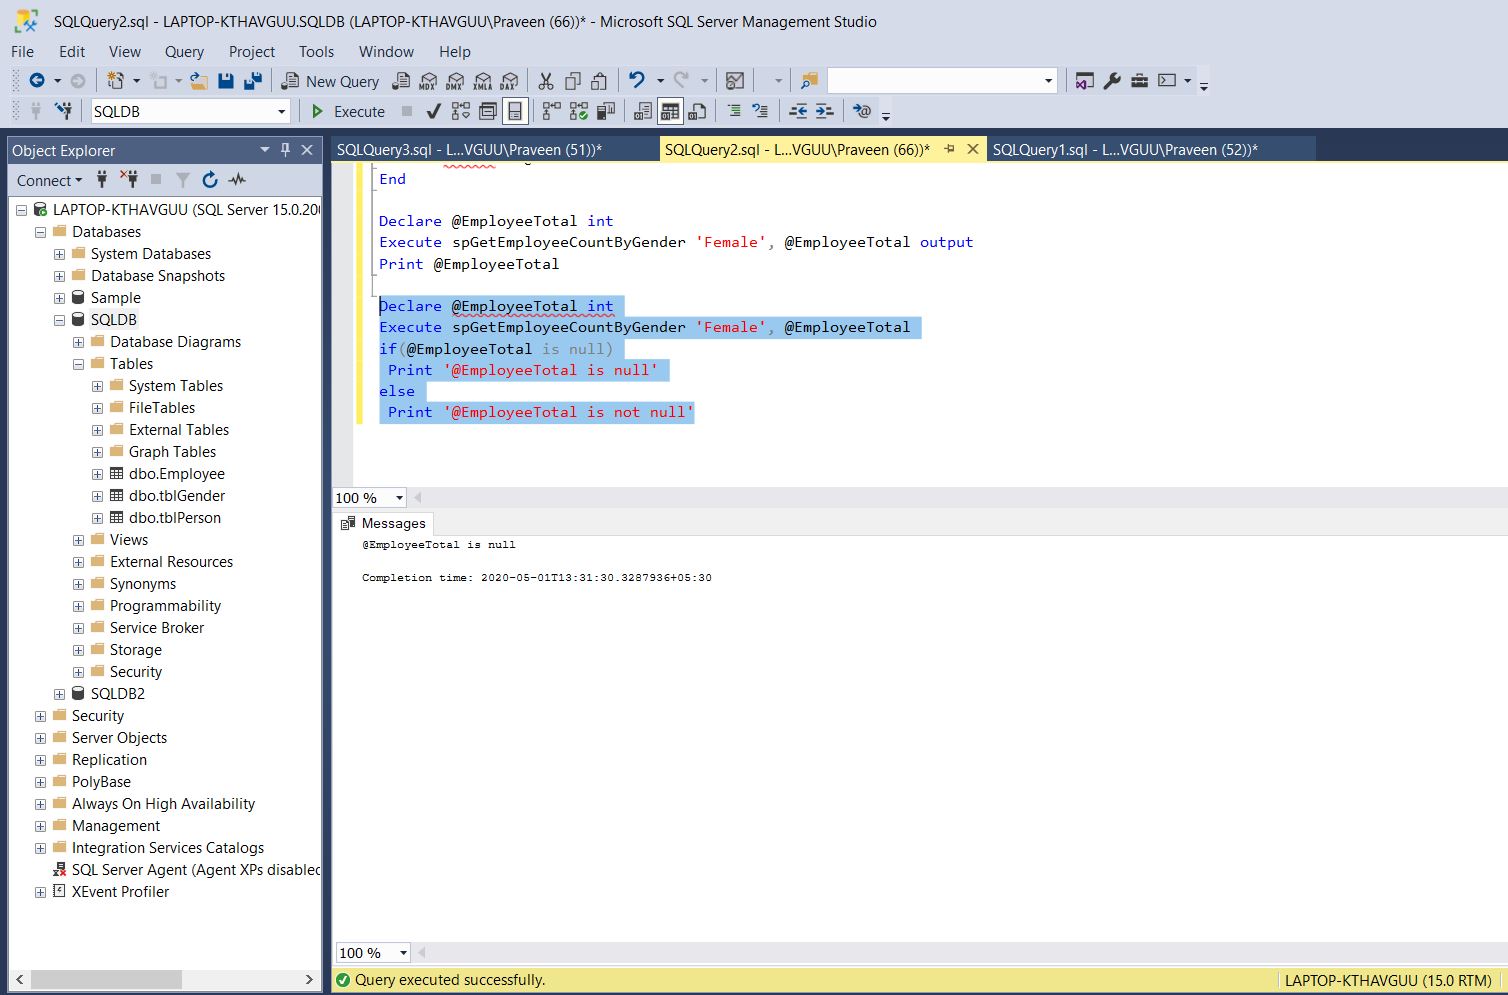 SQLQuery2.sql - LAPTOP-KTHAVGUU.SQLDB (LAPTOP-KTHAVGUU\Praveen (66))* - Microsoft SQL Server Management Studio
File Edit View Query Project Tools Window Help
New Query MDX DMX XMLA DAX
SQLDB Execute
Object Explorer
Connect
LAPTOP-KTHAVGUU (SQL Server 15.0.200
Databases
System Databases
Database Snapshots
Sample
SQLDB
Database Diagrams
Tables
System Tables
FileTables
External Tables
Graph Tables
dbo.Employee
dbo.tblGender
dbo.tblPerson
Views
External Resources
Synonyms
Programmability
Service Broker
Storage
Security
SQLDB2
Security
Server Objects
Replication
PolyBase
Always On High Availability
Management
Integration Services Catalogs
SQL Server Agent (Agent XPs disabled
XEvent Profiler
SQLQuery3.sql - L...VGUU\Praveen (51))* SQLQuery2.sql - L...VGUU\Praveen (66))* SQLQuery1.sql - L...VGUU\Praveen (52))*
End
Declare @EmployeeTotal int
Execute spGetEmployeeCountByGender 'Female', @EmployeeTotal output
Print @EmployeeTotal
Declare @EmployeeTotal int
Execute spGetEmployeeCountByGender 'Female', @EmployeeTotal
if(@EmployeeTotal is null)
Print '@EmployeeTotal is null'
else
Print '@EmployeeTotal is not null'
100 %
Messages
@EmployeeTotal is null
Completion time: 2020-05-01T13:31:30.3287936+05:30
100 %
Query executed successfully. LAPTOP-KTHAVGUU (15.0 RTM)